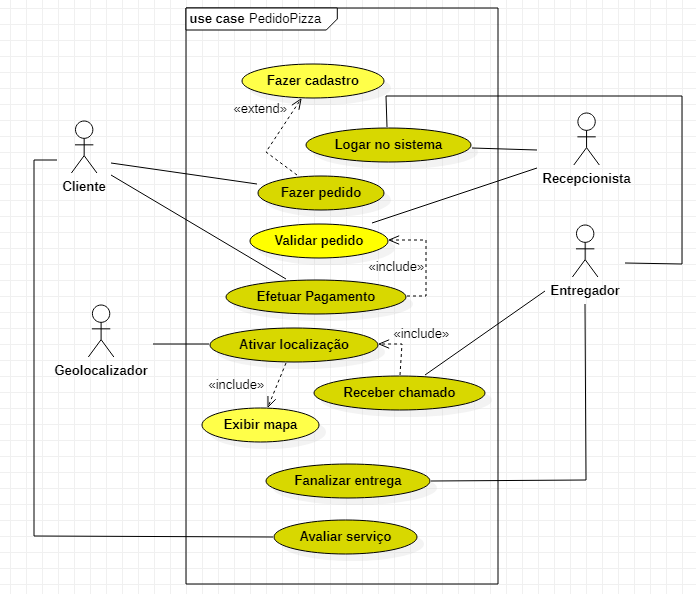 use case PedidoPizza
Fazer cadastro
«extend»
Logar no sistema
Cliente
Recepcionista
Fazer pedido
Validar pedido
«include»
Entregador
Efetuar Pagamento
«include»
Ativar localização
Geolocalizador
«include»
Receber chamado
Exibir mapa
Fanalizar entrega
Avaliar serviço